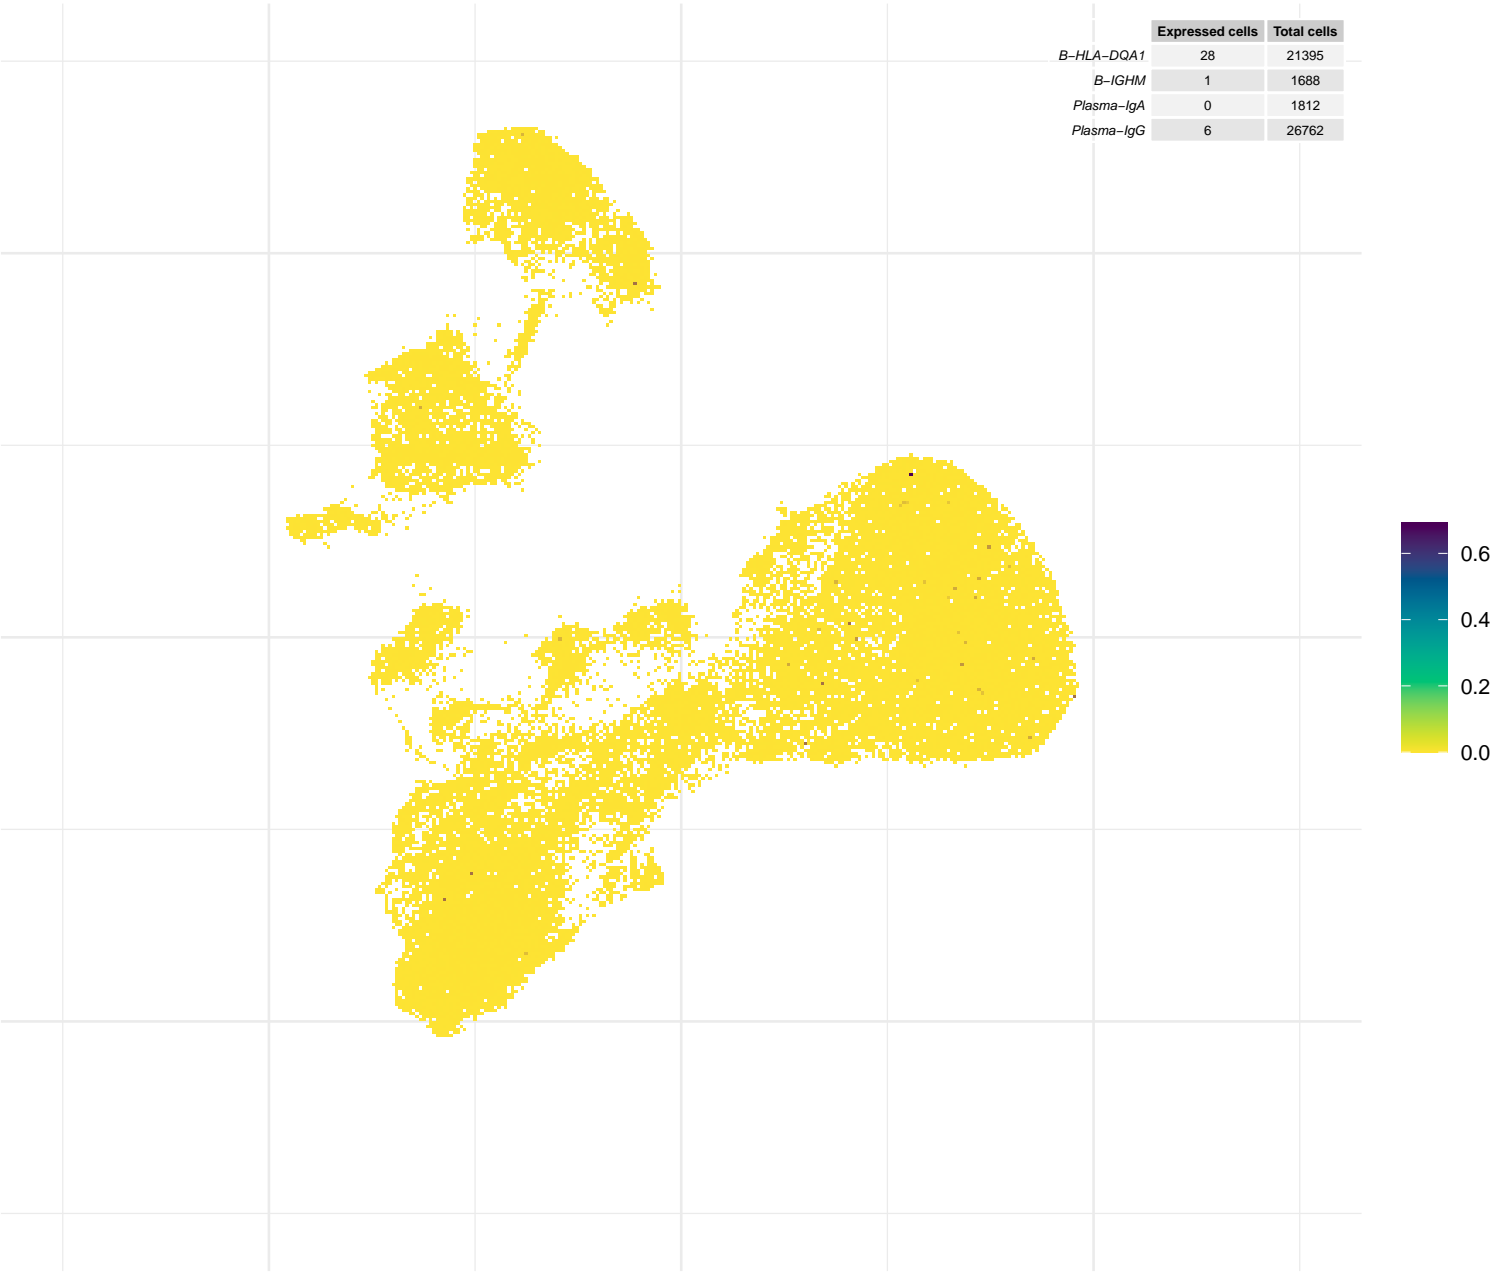 Expressed cells Total cells
B−HLA−DQA1 28 21395
B−IGHM 1 1688
Plasma−IgA 0 1812
Plasma−IgG 6 26762
0.6
0.4
0.2
0.0